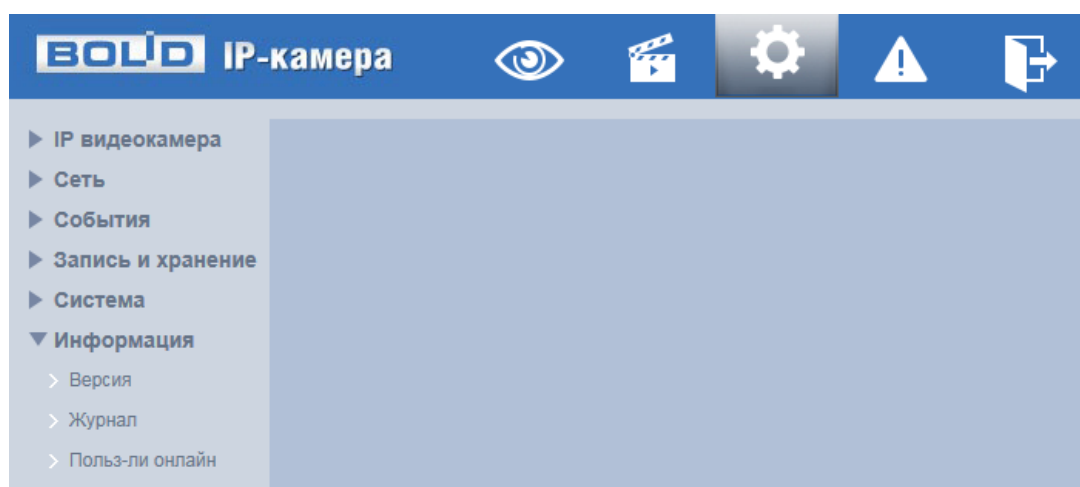 BOLID IP-камера
IP видеокамера
Сеть
События
Запись и хранение
Система
Информация
Версия
Журнал
Польз-ли онлайн